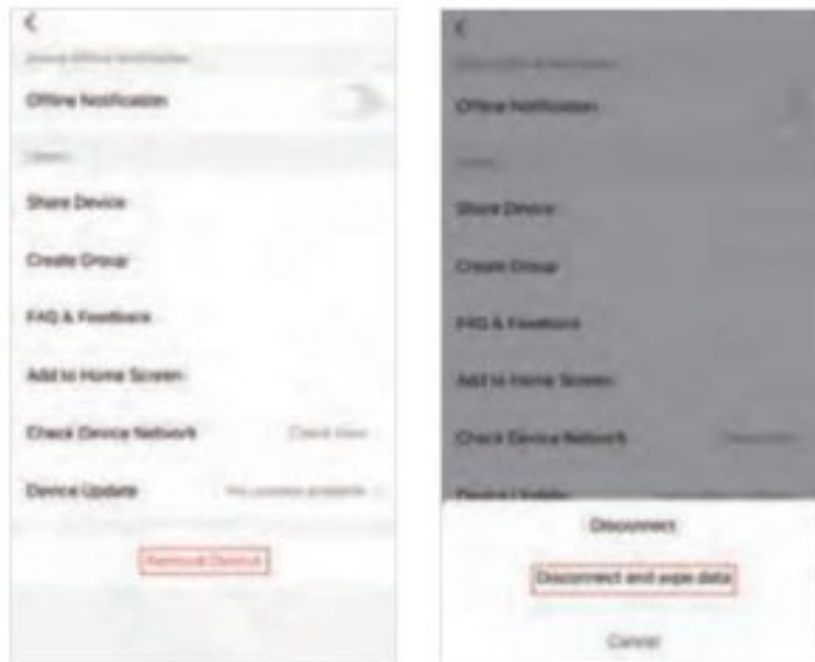 Offline Notification
Share Device
Create Group
FAQ & Feedback
Add to Home Screen
Check Device Network
Device Update
Remove Device
Offline Notification
Share Device
Create Group
FAQ & Feedback
Add to Home Screen
Check Device Network
Device Update
Disconnect
Disconnect and wipe data
Cancel